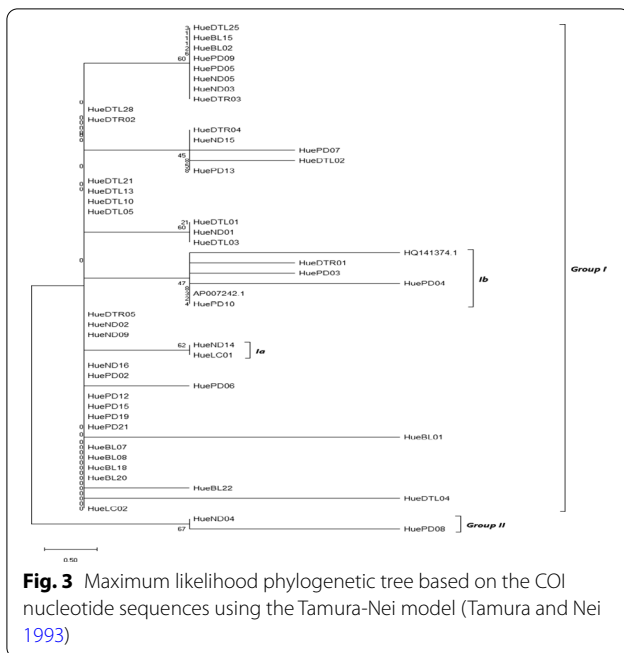 HueDTL25
HueBL15
HueBL02
HuePD09
60
HuePD05
HueND05
HueND03
HueDTR03
HueDTL28
HueDTR02
HueDTR04
HueND15
HuePD07
45
HueDTL02
HuePD13
HueDTL21
HueDTL13
HueDTL10
HueDTL05
21
HueDTL01
60
HueND01
HueDTL03
HQ141374.1
HueDTR01
Group I
HuePD03
Ib
47
HuePD04
AP007242.1
4
HuePD10
HueDTR05
HueND02
HueND09
62
HueND14
Ia
HueLC01
HueND16
HuePD02
HuePD06
HuePD12
HuePD15
HuePD19
HuePD21
HueBL01
HueBL07
HueBL08
HueBL18
HueBL20
HueBL22
HueDTL04
HueLC02
HueND04
Group II
67
HuePD08
0.50
Fig. 3 Maximum likelihood phylogenetic tree based on the COI
nucleotide sequences using the Tamura-Nei model (Tamura and Nei
1993)